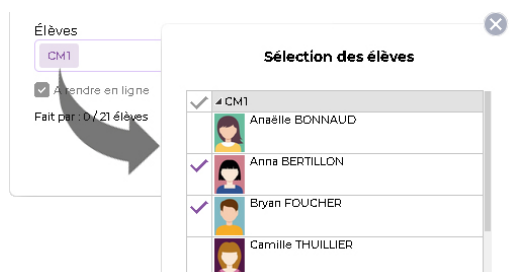 Élèves
CM1
A rendre en ligne
Fait par : 0/21 élèves
Sélection des élèves
CM1
Anaëlle BONNAUD
Anna BERTILLON
Bryan FOUCHER
Camille THUILLIER